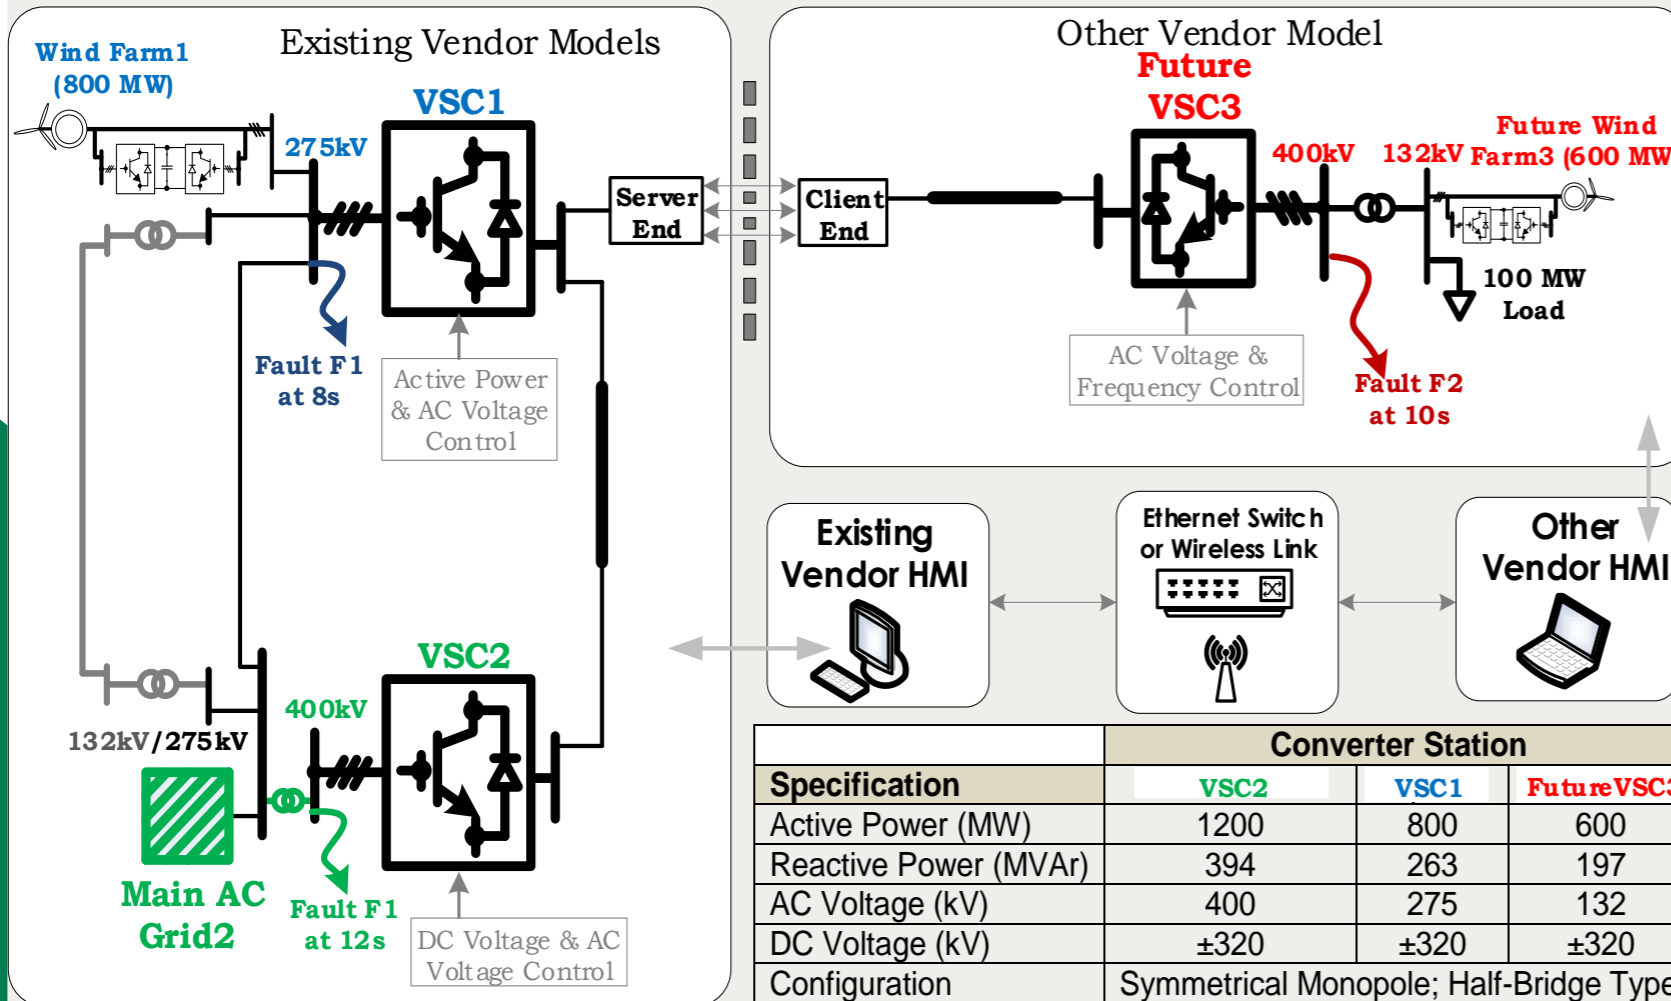 Existing Vendor Models
Wind Farm1
(800 MW)
VSC1
275kV
Server
End
Fault F1
at 8s
Active Power
& AC Voltage
Control
VSC2
400kV
132kV/275kV
Main AC
Grid2
Fault F1
at 12s
DC Voltage & AC
Voltage Control
Other Vendor Model
Future
VSC3
Client
End
400kV
132kV
Future Wind
Farm3 (600 MW
100 MW
Load
AC Voltage &
Frequency Control
Fault F2
at 10s
Existing
Vendor HMI
Ethernet Switch
or Wireless Link
Other
Vendor HMI
Converter Station
Specification VSC2 VSC1 FutureVSC3
Active Power (MW) 1200 800 600
Reactive Power (MVAr) 394 263 197
AC Voltage (kV) 400 275 132
DC Voltage (kV) ±320 ±320 ±320
Configuration Symmetrical Monopole; Half-Bridge Type